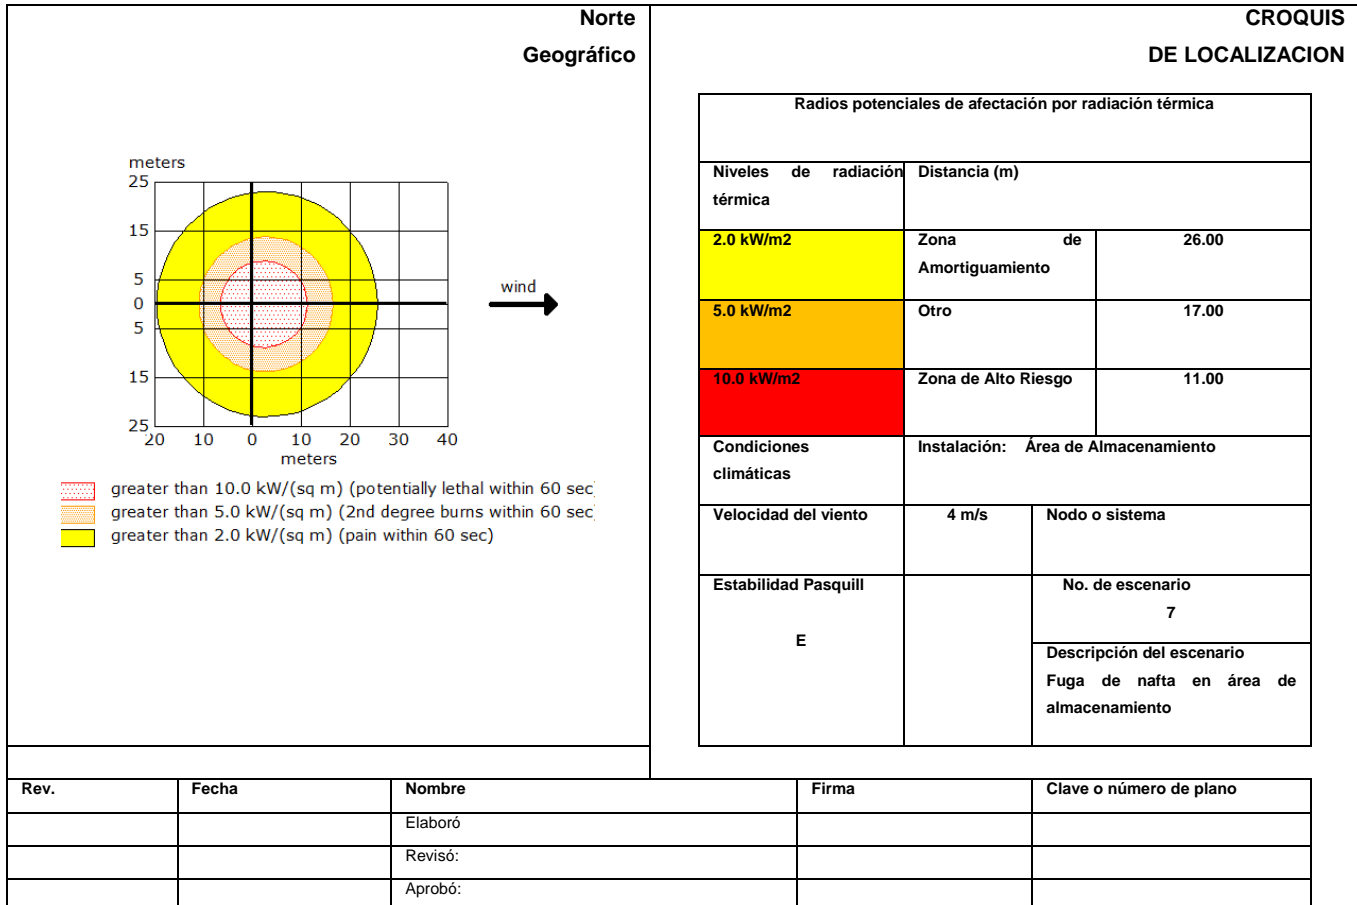 Norte
Geográfico
CROQUIS
DE LOCALIZACION
meters
25
15
5
0
5
15
25
20 10 0 10 20 30 40
meters
wind
greater than 10.0 kW/(sq m) (potentially lethal within 60 sec)
greater than 5.0 kW/(sq m) (2nd degree burns within 60 sec)
greater than 2.0 kW/(sq m) (pain within 60 sec)
Radios potenciales de afectación por radiación térmica
Niveles de radiación
térmica
Distancia (m)
2.0 kW/m2
Zona de
Amortiguamiento
26.00
5.0 kW/m2
Otro
17.00
10.0 kW/m2
Zona de Alto Riesgo
11.00
Condiciones
climáticas
Instalación: Área de Almacenamiento
Velocidad del viento
4 m/s
Nodo o sistema
Estabilidad Pasquill
E
No. de escenario
7
Descripción del escenario
Fuga de nafta en área de
almacenamiento
Rev. Fecha Nombre Firma Clave o número de plano
Elaboró
Revisó:
Aprobó: